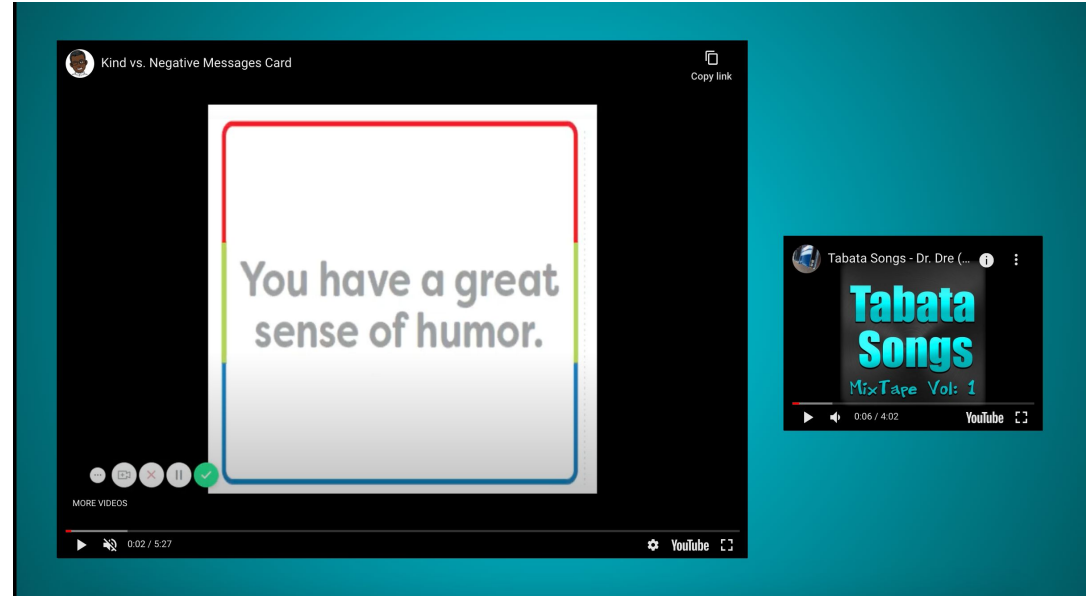 Kind vs. Negative Messages Card
Copy link
You have a great
sense of humor.
MORE VIDEOS
0:02 / 5:27
YouTube
Tabata Songs - Dr. Dre (...
Tabata
Songs
MixTape Vol: 1
0:06 / 4:02
YouTube